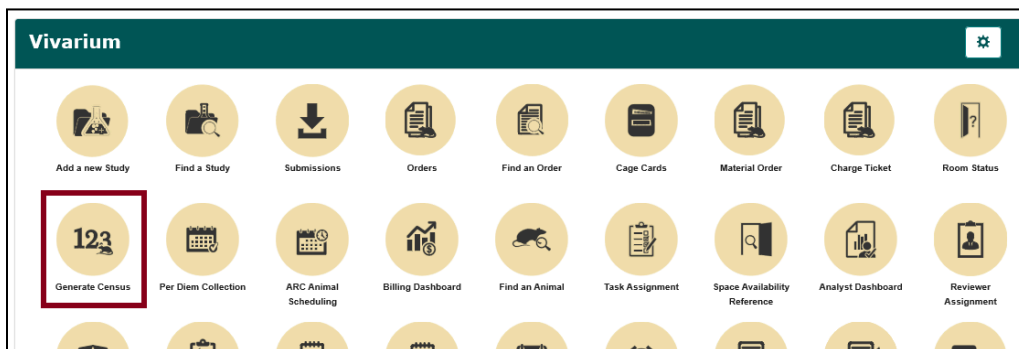 Vivarium
Add a new Study
Find a Study
Submissions
Orders
Find an Order
Cage Cards
Material Order
Charge Ticket
Room Status
123
Generate Census
Per Diem Collection
ARC Animal
Scheduling
Billing Dashboard
Find an Animal
Task Assignment
Space Availability
Reference
Analyst Dashboard
Reviewer
Assignment